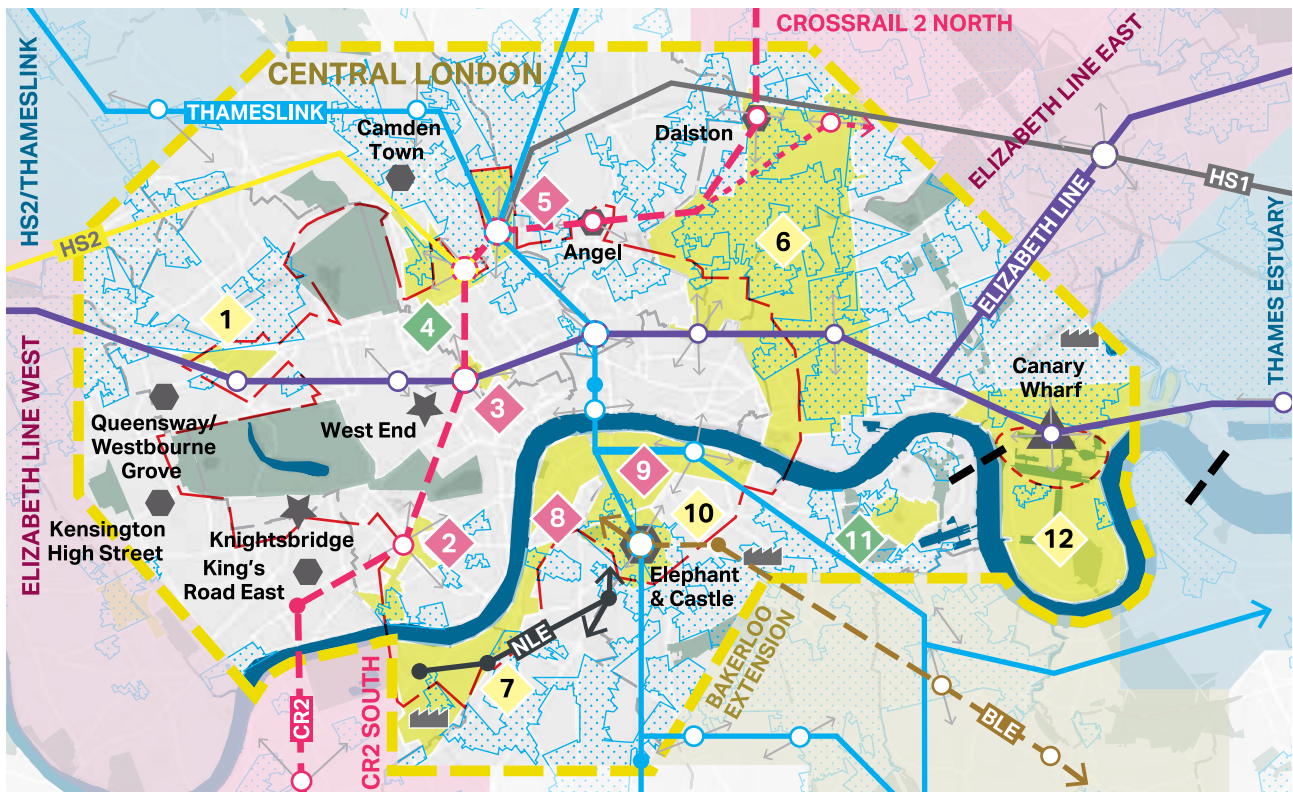 CROSSRAIL 2 NORTH
HS2/THAMESLINK
CENTRAL LONDON
ELIZABETH LINE EAST
THAMESLINK
Camden
Town
Dalston
HS1
5
HS2
Angel
6
ELIZABETH LINE
THAMES ESTUARY
1
4
ELIZABETH LINE WEST
Canary
Wharf
3
Queensway/
Westbourne
Grove
West End
9
Kensington
High Street
Knightsbridge
8
10
2
11
12
King's
Road East
Elephant
& Castle
NLE
7
BAKERLOO
EXTENSION
CR2
CR2 SOUTH
BLE